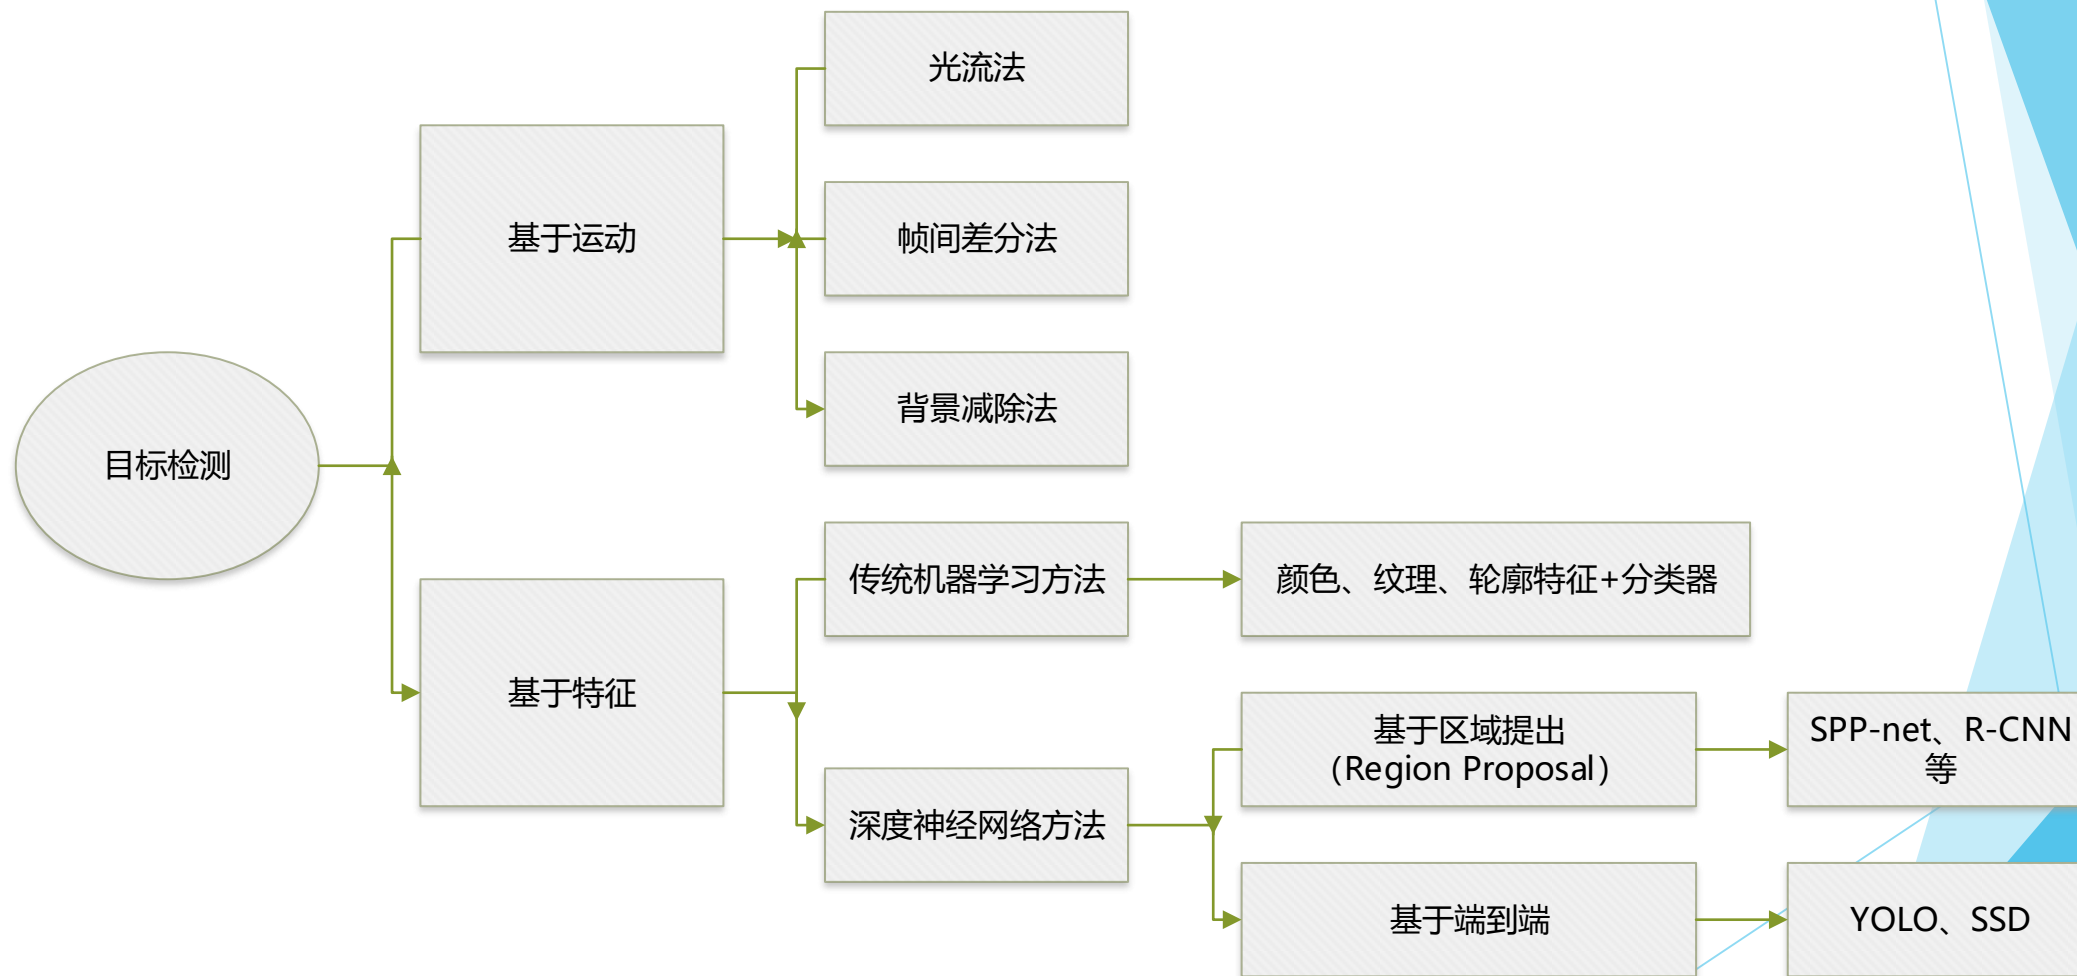 光流法
基于运动
帧间差分法
背景减除法
目标检测
传统机器学习方法
颜色、纹理、轮廓特征+分类器
基于特征
基于区域提出
（Region Proposal）
SPP-net、R-CNN
等
深度神经网络方法
基于端到端
YOLO、SSD